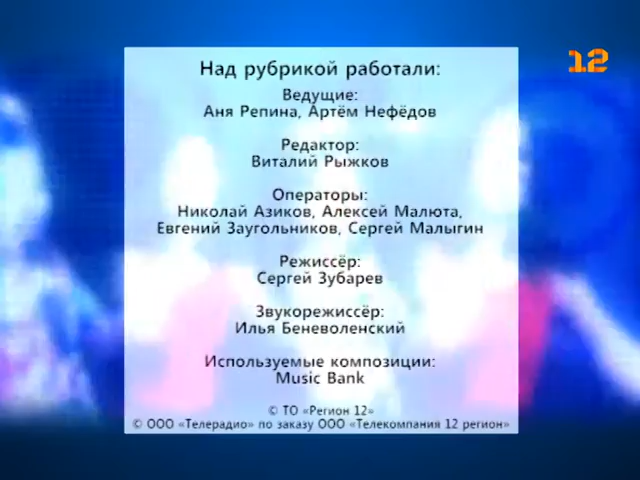 12
Над рубрикой работали:
Ведущие:
Аня Репина, Артём Нефёдов
Редактор:
Виталий Рыжков
Операторы:
Николай Азиков, Алексей Малюта,
Евгений Заугольников, Сергей Малыгин
Режиссёр:
Сергей Зубарев
Звукорежиссёр:
Илья Беневоленский
Используемые композиции:
Music Bank
© ТО «Регион 12»
© ООО «Телерадио» по заказу ООО «Телекомпания 12 регион»